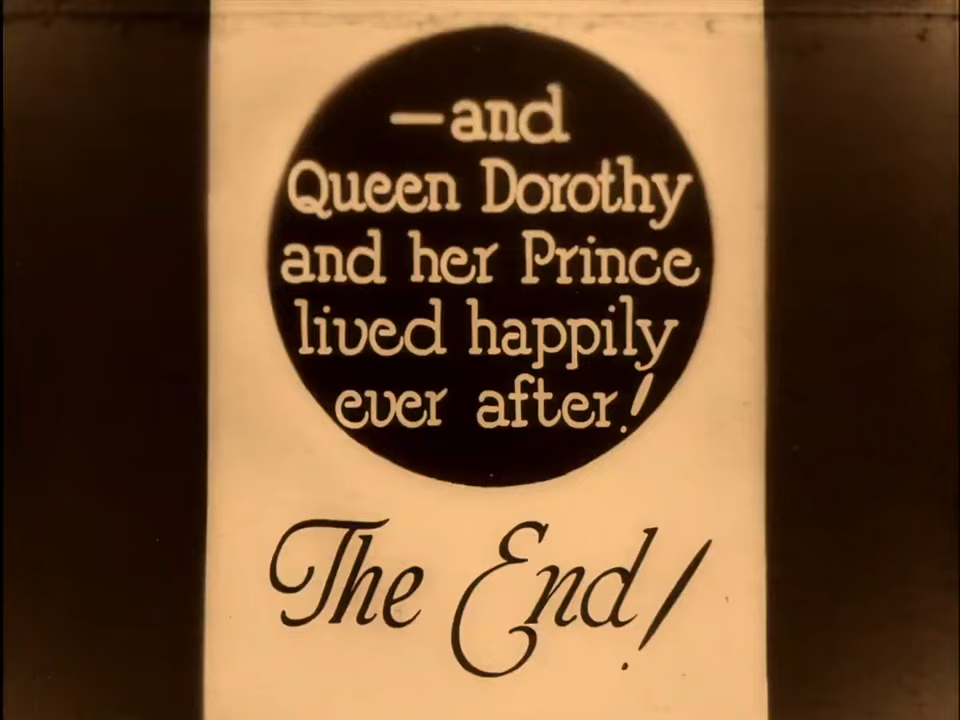 —and
Queen Dorothy
and her Prince
lived happily
ever after!
The End!